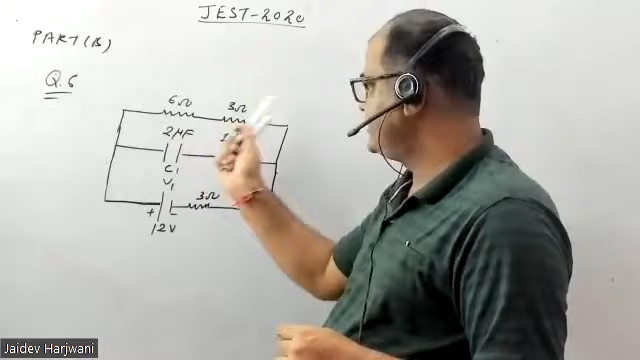 JEST-2020
PART (B)
Q.6
6Ω 3Ω
2μF
C1
V1
3Ω
+
12V
Jaidev Harjwani